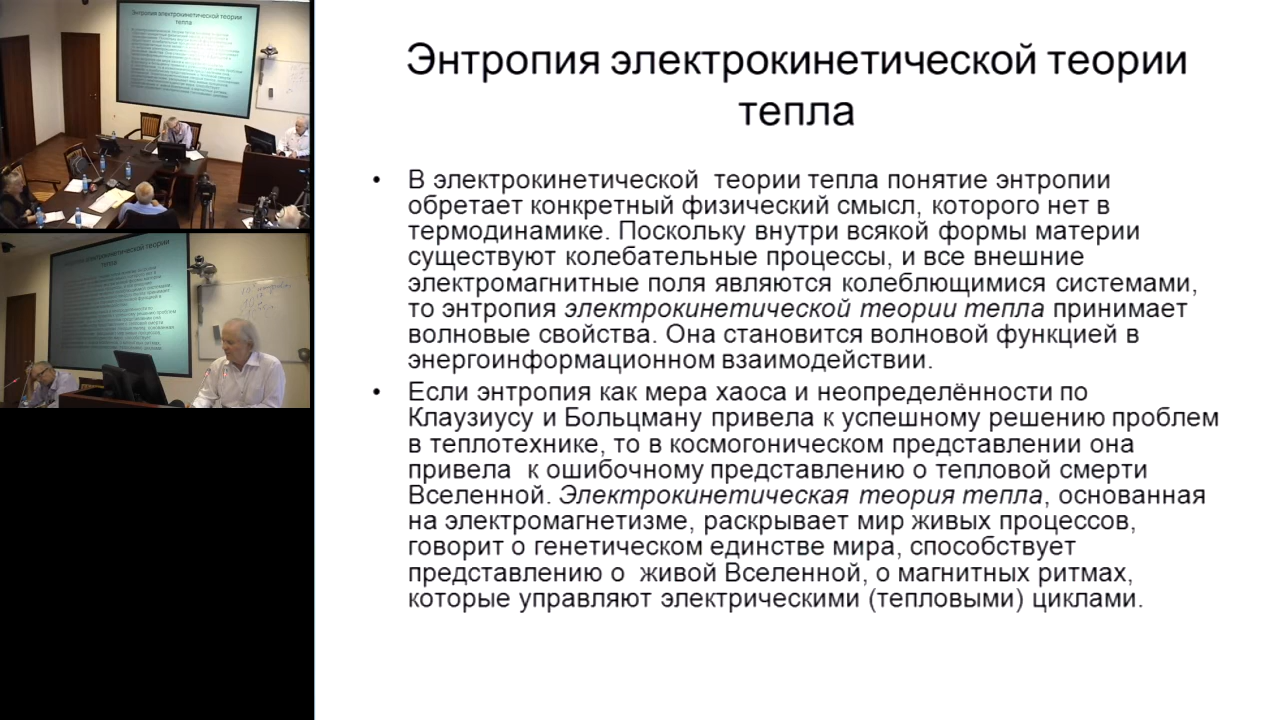 Энтропия электрокинетической теории
тепла
• В электрокинетической теории тепла понятие энтропии
обретает конкретный физический смысл, которого нет в
термодинамике. Поскольку внутри всякой формы материи
существуют колебательные процессы, и все внешние
электромагнитные поля являются колеблющимися системами,
то энтропия электрокинетической теории тепла принимает
волновые свойства. Она становится волновой функцией в
энергоинформационном взаимодействии.
• Если энтропия как мера хаоса и неопределённости по
Клаузиусу и Больцману привела к успешному решению проблем
в теплотехнике, то в космогоническом представлении она
привела к ошибочному представлению о тепловой смерти
Вселенной. Электрокинетическая теория тепла, основанная
на электромагнетизме, раскрывает мир живых процессов,
говорит о генетическом единстве мира, способствует
представлению о живой Вселенной, о магнитных ритмах,
которые управляют электрическими (тепловыми) циклами.
Энтропия электрокинетической теории
тепла